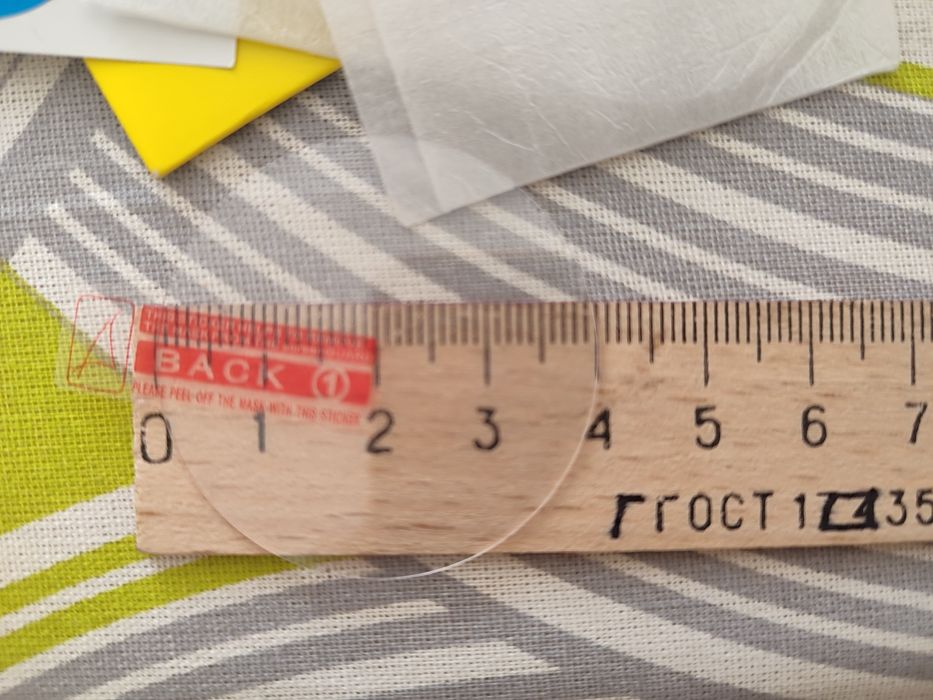 BACK 1
PLEASE PEEL OFF THE MASK WITH THIS STICKER
0 1 2 3 4 5 6 7
ГОСТ 17435